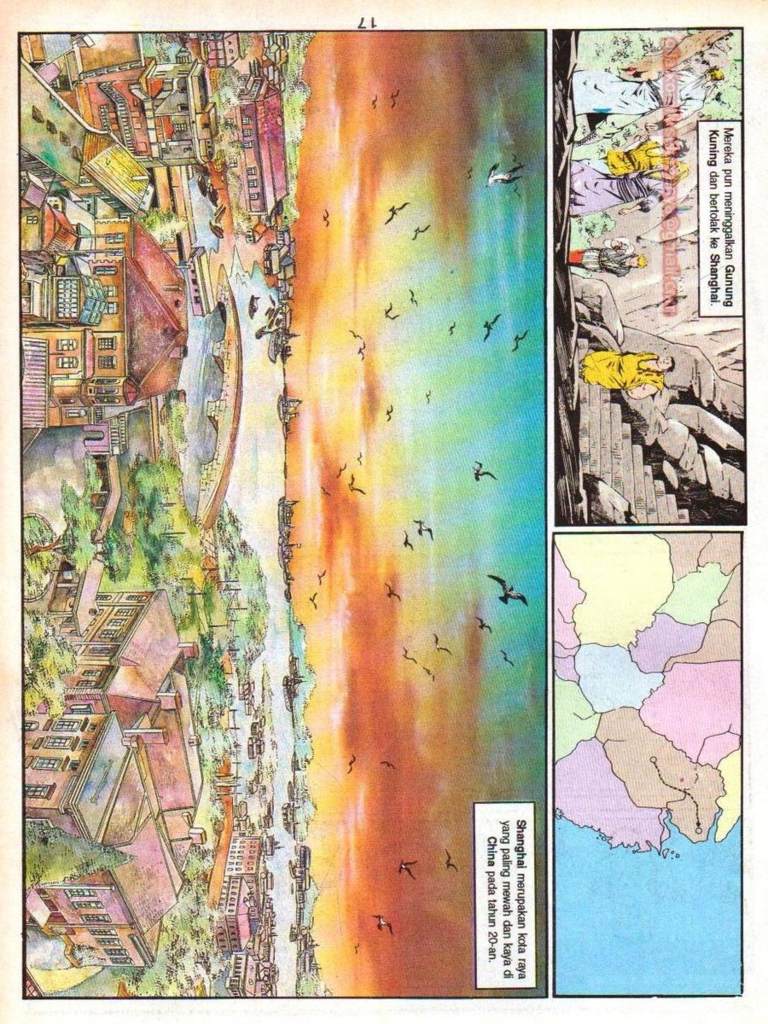 Mereka pun meninggalkan Gunung
Kuning dan bertolak ke Shanghai.
Shanghai merupakan kota raya
yang paling mewah dan kaya di
China pada tahun 20-an.
17